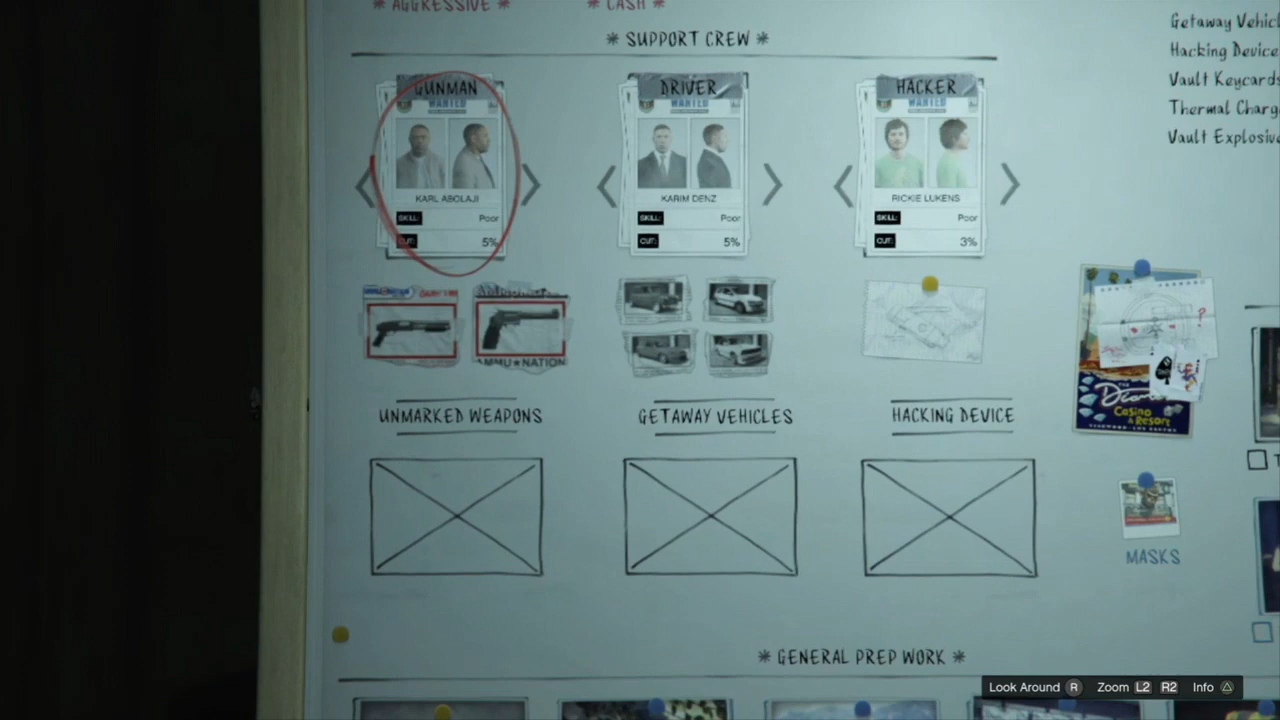 * AGGRESSIVE *
* CASH *
* SUPPORT CREW *
Getaway Vehic
Hacking Device
Vault Keycards
Thermal Charg
Vault Explosiv
GUNMAN
WANTED
KARL ABOLAJI
SKILL: Poor
CUT: 5%
DRIVER
WANTED
KARIM DENZ
SKILL: Poor
CUT: 5%
HACKER
WANTED
RICKIE LUKENS
SKILL: Poor
CUT: 3%
AMMU★NATION
UNMARKED WEAPONS
GETAWAY VEHICLES
HACKING DEVICE
?
THE
Diamond
Casino
& Resort
MASKS
T
* GENERAL PREP WORK *
Look Around R Zoom L2 R2 Info